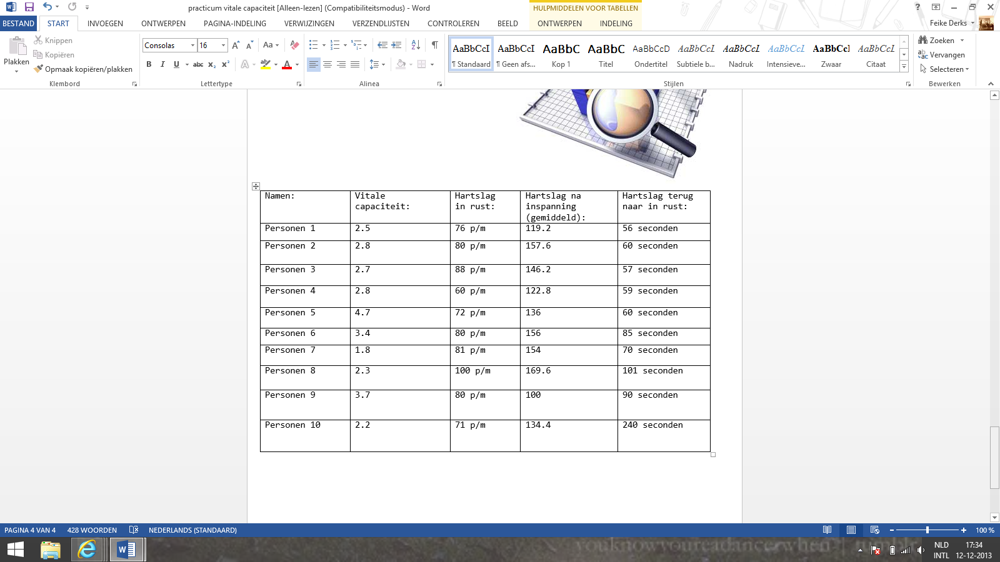 practicum vitale capaciteit [Alleen-lezen] (Compatibiliteitsmodus) - Word
HULPMIDDELEN VOOR TABELLEN
BESTAND START INVOEGEN ONTWERPEN PAGINA-INDELING VERWIJZINGEN VERZENDLIJSTEN CONTROLEREN BEELD ONTWERPEN INDELING
Feike Derks
Plakken
Knippen
Kopiëren
Opmaak kopiëren/plakken
Klembord
Consolas 16
Lettertype
Alinea
AaBbCcI AaBbCcI AaBbC AaBbC AaBbCcD AaBbCcL AaBbCcL AaBbCcL AaBbCcI AaBbCcL
¶ Standaard ¶ Geen afs... Kop 1 Titel Ondertitel Subtiele b... Nadruk Intensieve... Zwaar Citaat
Stijlen
Zoeken
Vervangen
Selecteren
Bewerken
Namen: Vitale capaciteit: Hartslag in rust: Hartslag na inspanning (gemiddeld): Hartslag terug naar in rust:
Personen 1 2.5 76 p/m 119.2 56 seconden
Personen 2 2.8 80 p/m 157.6 60 seconden
Personen 3 2.7 88 p/m 146.2 57 seconden
Personen 4 2.8 60 p/m 122.8 59 seconden
Personen 5 4.7 72 p/m 136 60 seconden
Personen 6 3.4 80 p/m 156 85 seconden
Personen 7 1.8 81 p/m 154 70 seconden
Personen 8 2.3 100 p/m 169.6 101 seconden
Personen 9 3.7 80 p/m 100 90 seconden
Personen 10 2.2 71 p/m 134.4 240 seconden
PAGINA 4 VAN 4 428 WOORDEN NEDERLANDS (STANDAARD) 100 %
NLD 17:34
INTL 12-12-2013